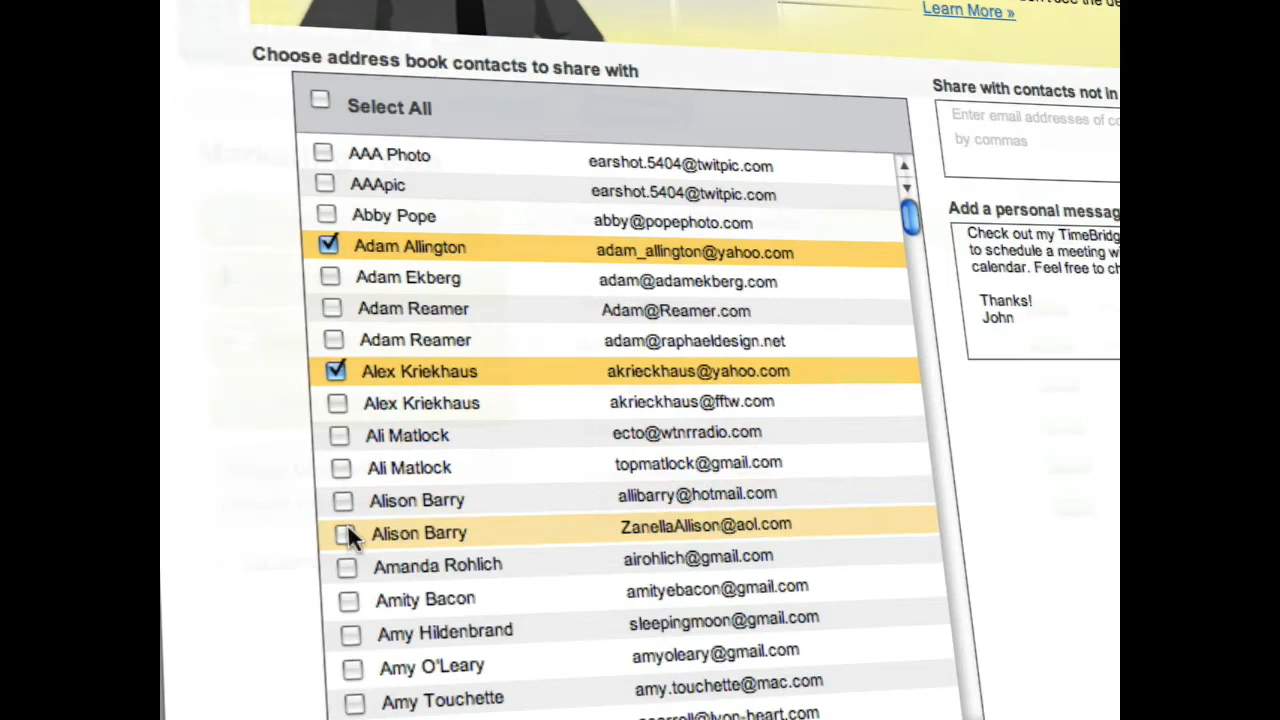 Learn More »
Choose address book contacts to share with
Select All
AAA Photo earshot.5404@twitpic.com
AAApic earshot.5404@twitpic.com
Abby Pope abby@popephoto.com
Adam Allington adam_allington@yahoo.com
Adam Ekberg adam@adamekberg.com
Adam Reamer Adam@Reamer.com
Adam Reamer adam@raphaeldesign.net
Alex Kriekhaus akrieckhaus@yahoo.com
Alex Kriekhaus akrieckhaus@fftw.com
Ali Matlock ecto@wtnrradio.com
Ali Matlock topmatlock@gmail.com
Alison Barry allibarry@hotmail.com
Alison Barry ZanellaAllison@aol.com
Amanda Rohlich airohlich@gmail.com
Amity Bacon amityebacon@gmail.com
Amy Hildenbrand sleepingmoon@gmail.com
Amy O'Leary amyoleary@gmail.com
Amy Touchette amy.touchette@mac.com
Share with contacts not in
Enter email addresses of co
by commas
Add a personal messag
Check out my TimeBridg
to schedule a meeting w
calendar. Feel free to ch
Thanks!
John